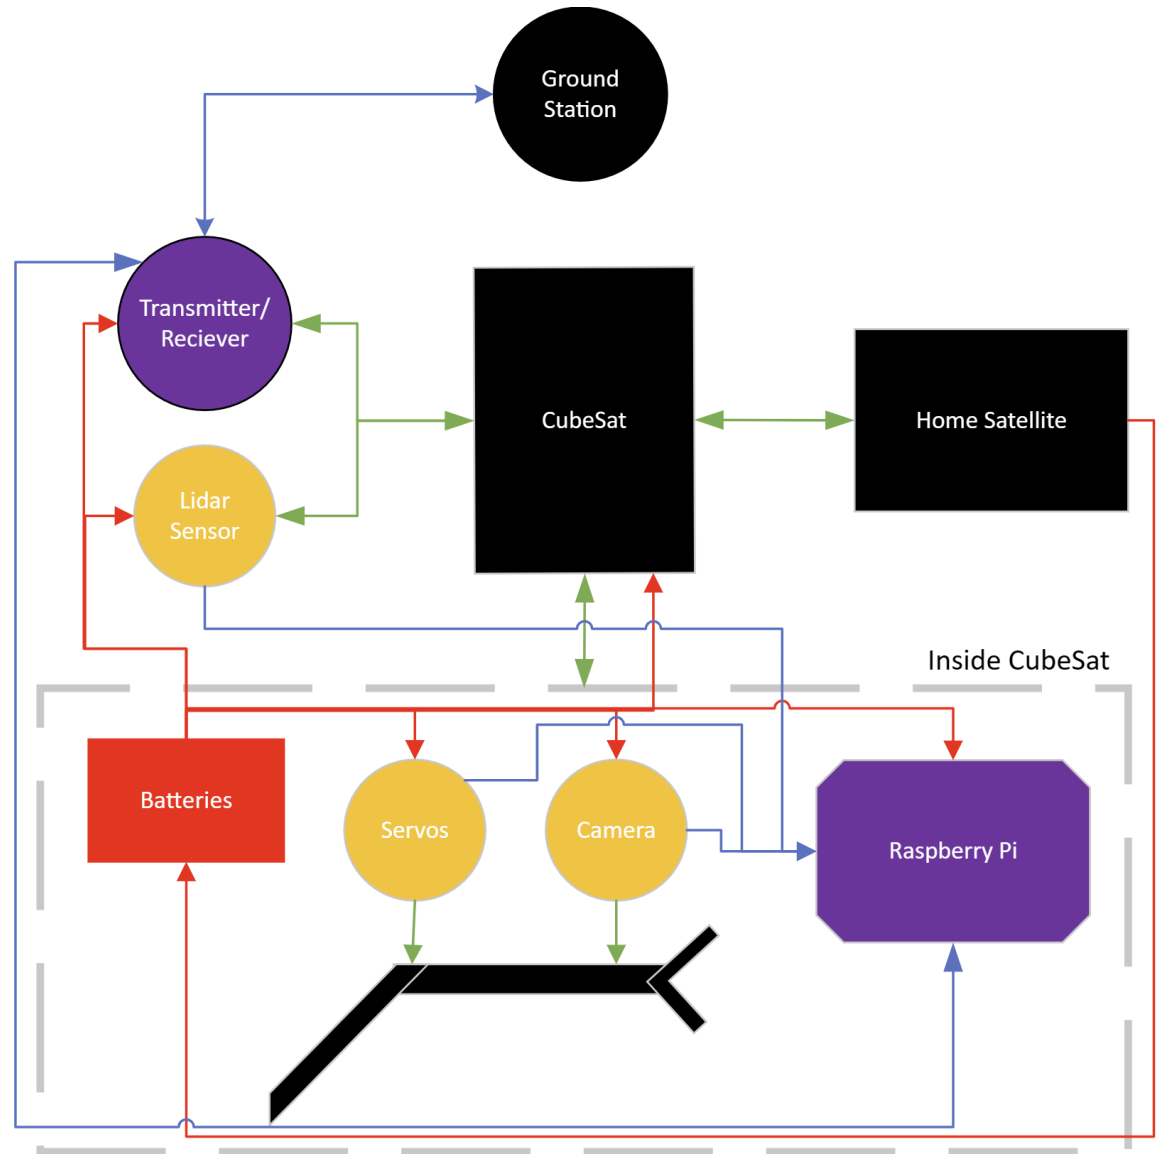 Ground
Station
Transmitter/
Reciever
CubeSat
Home Satellite
Lidar
Sensor
Inside CubeSat
Batteries
Servos
Camera
Raspberry Pi